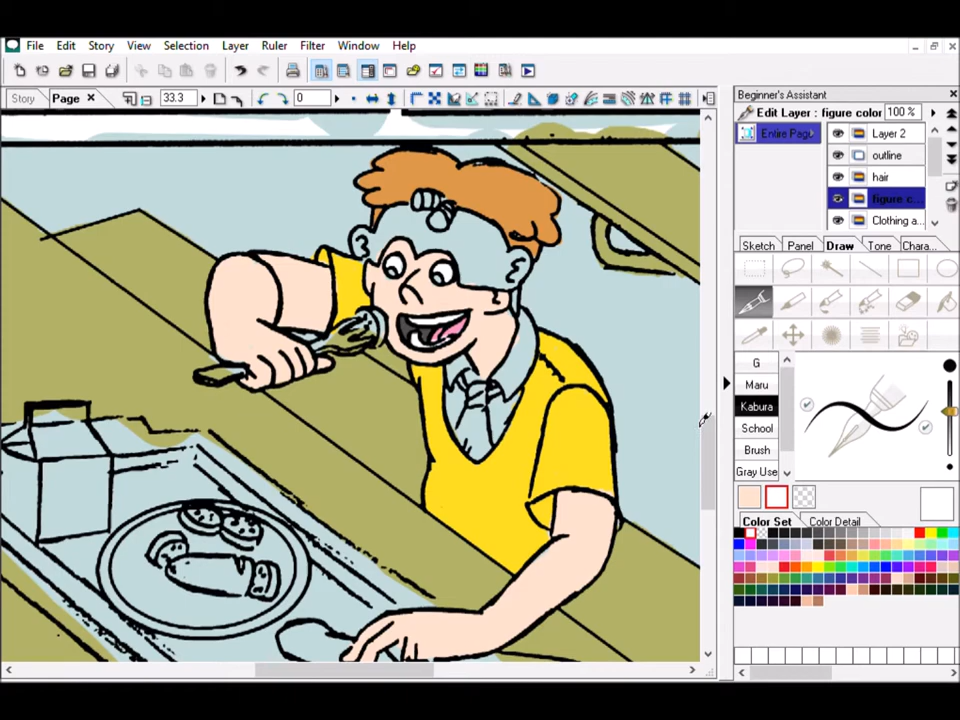 File Edit Story View Selection Layer Ruler Filter Window Help
Story Page 33.3 0
Beginner's Assistant
Edit Layer : figure color 100 %
Entire Page
Layer 2
outline
hair
figure c...
Clothing a...
Sketch Panel Draw Tone Chara...
G
Maru
Kabura
School
Brush
Gray Use
Color Set Color Detail